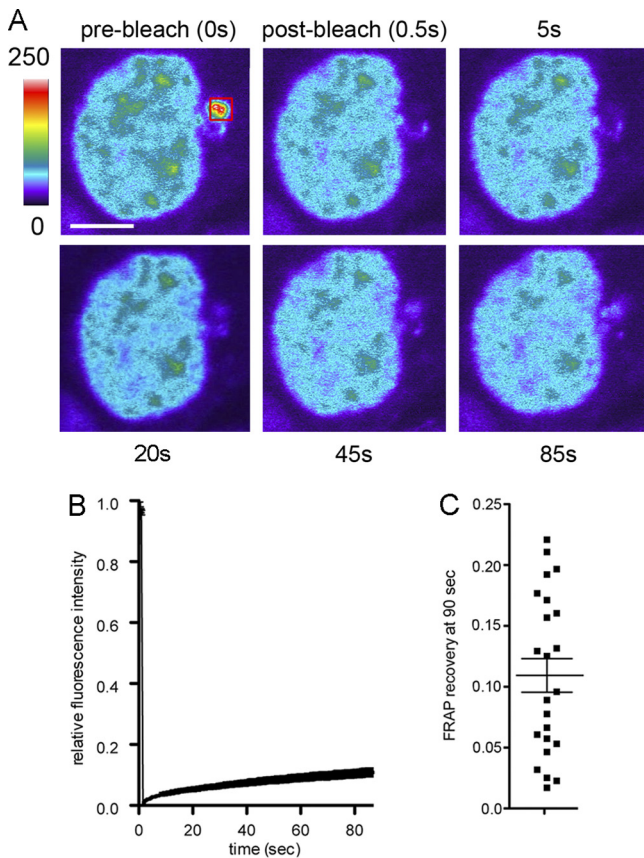 A
pre-bleach (0s) post-bleach (0.5s) 5s
250
0
20s 45s 85s
B
relative fluorescence intensity
1.0
0.8
0.6
0.4
0.2
0.0
0 20 40 60 80
time (sec)
C
FRAP recovery at 90 sec
0.25
0.20
0.15
0.10
0.05
0.0